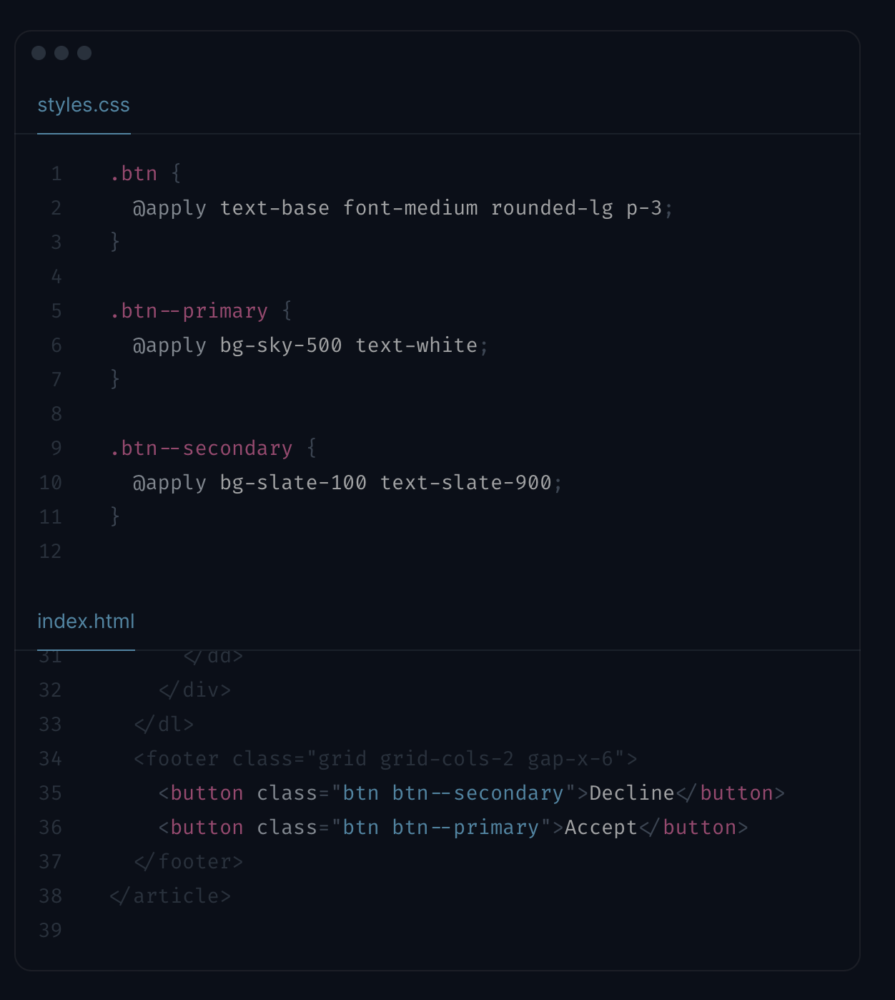 styles.css
1 .btn {
2 @apply text-base font-medium rounded-lg p-3;
3 }
4
5 .btn--primary {
6 @apply bg-sky-500 text-white;
7 }
8
9 .btn--secondary {
10 @apply bg-slate-100 text-slate-900;
11 }
12
index.html
31 </dd>
32 </div>
33 </dl>
34 <footer class="grid grid-cols-2 gap-x-6">
35 <button class="btn btn--secondary">Decline</button>
36 <button class="btn btn--primary">Accept</button>
37 </footer>
38 </article>
39